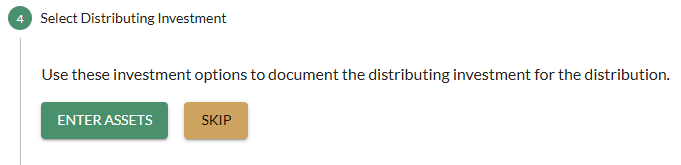 4 Select Distributing Investment
Use these investment options to document the distributing investment for the distribution.
ENTER ASSETS SKIP